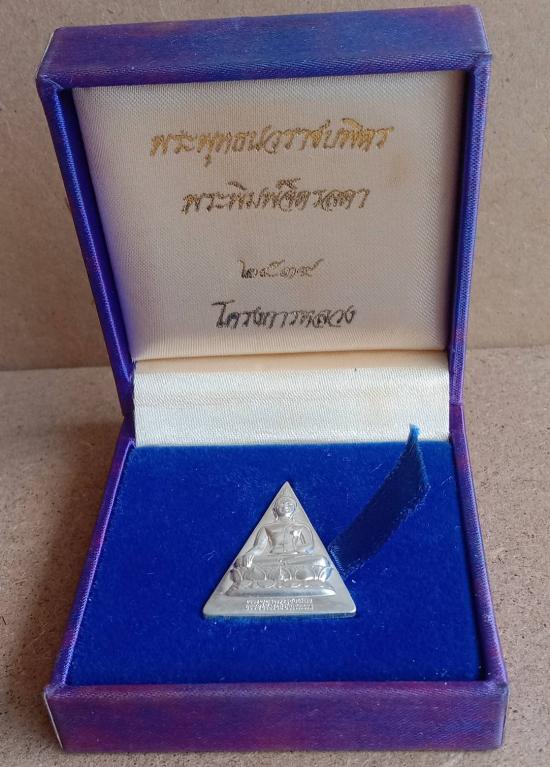 พระพุทธนวราชบพิตร
พระพิมพ์จิตรลดา
๒๕๓๙
โครงการหลวง